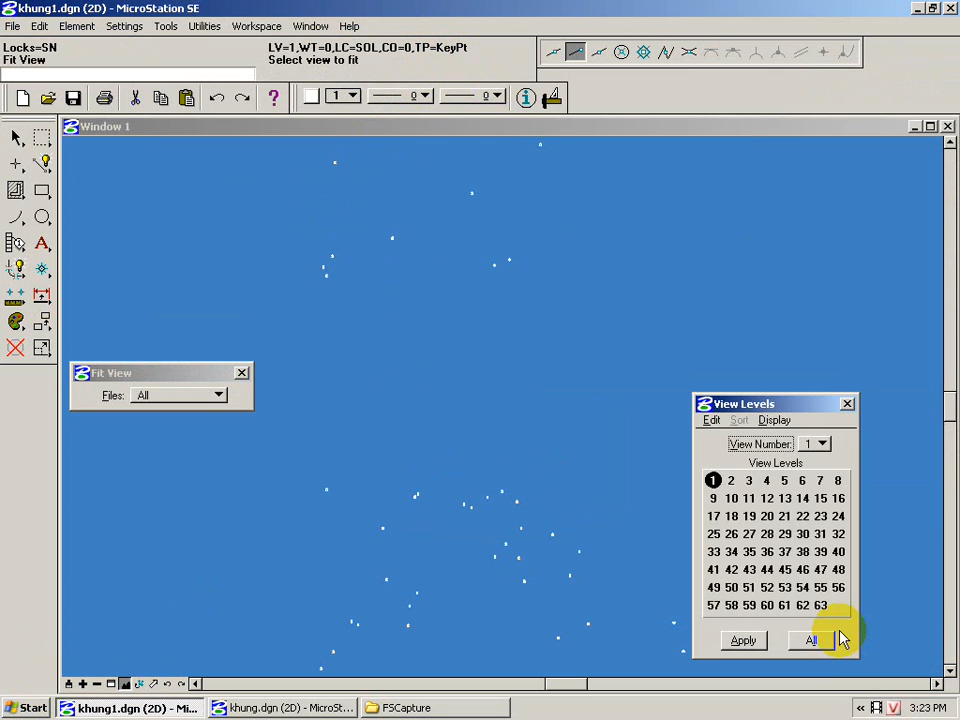 khung1.dgn (2D) - MicroStation SE
File Edit Element Settings Tools Utilities Workspace Window Help
Locks=SN LV=1,WT=0,LC=SOL,CO=0,TP=KeyPt
Fit View Select view to fit
1 0 0
Window 1
Fit View
Files: All
View Levels
Edit Sort Display
View Number: 1
View Levels
1 2 3 4 5 6 7 8
9 10 11 12 13 14 15 16
17 18 19 20 21 22 23 24
25 26 27 28 29 30 31 32
33 34 35 36 37 38 39 40
41 42 43 44 45 46 47 48
49 50 51 52 53 54 55 56
57 58 59 60 61 62 63
Apply All
Start khung1.dgn (2D) - Mi... khung.dgn (2D) - MicroSt... FSCapture « V 3:23 PM